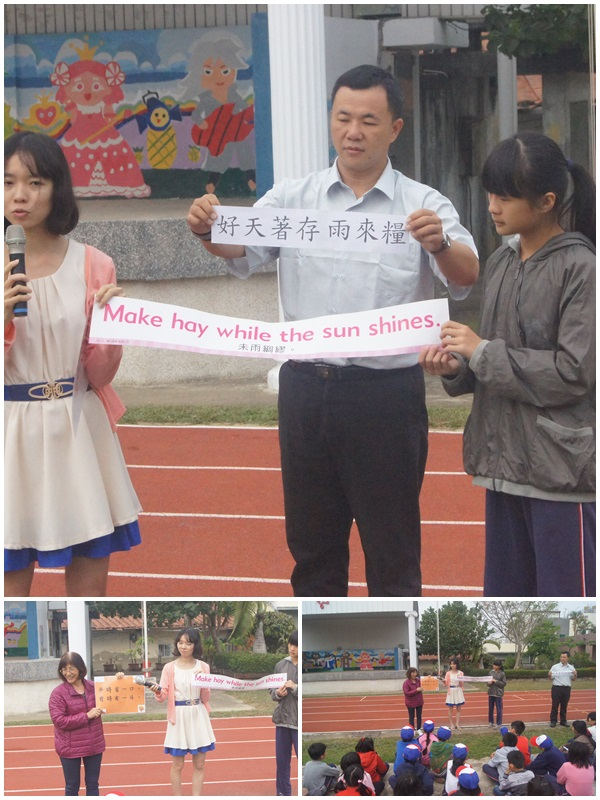 好天著存雨來糧
Make hay while the sun shines.
未雨綢繆。
Make hay while the sun shines.